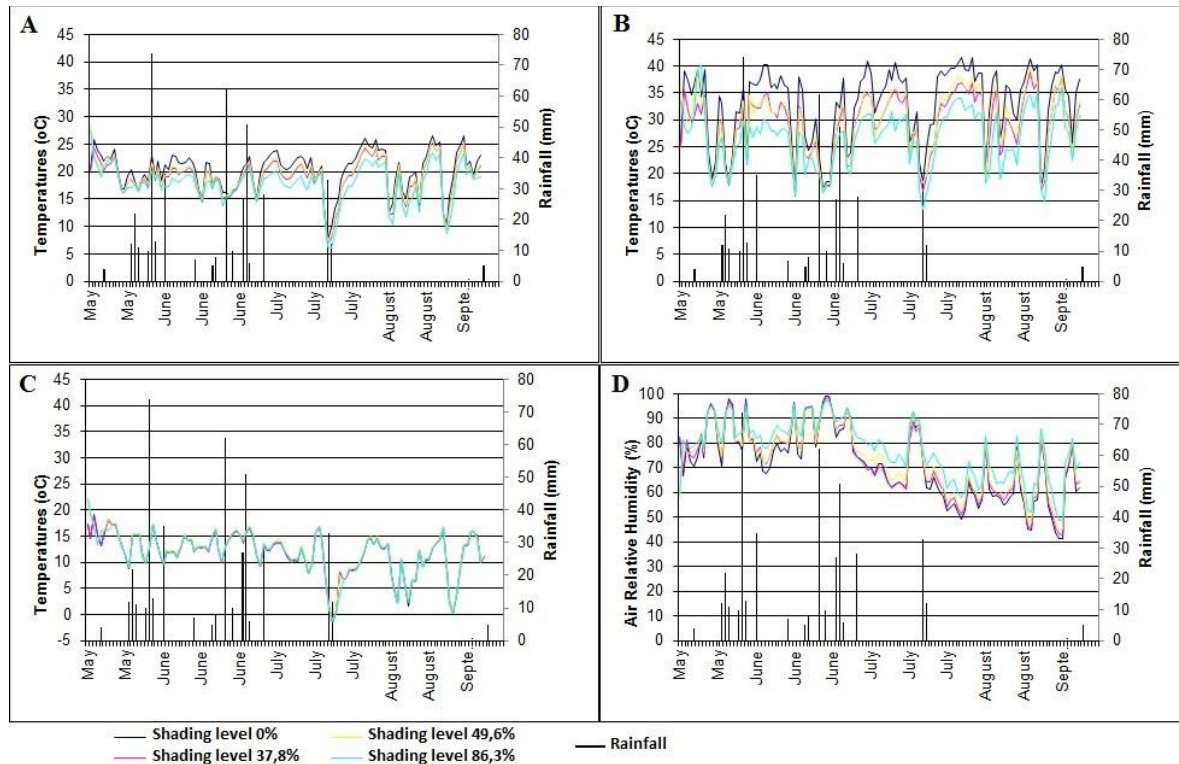 A
45
40
35
30
25
20
15
10
5
0
Temperatures (oC)
80
70
60
50
40
30
20
10
0
Rainfall (mm)
May
May
June
June
June
July
July
July
August
August
Septe.
B
45
40
35
30
25
20
15
10
5
0
Temperatures (oC)
80
70
60
50
40
30
20
10
0
Rainfall (mm)
May
May
June
June
June
July
July
July
August
August
Septe.
C
45
40
35
30
25
20
15
10
5
0
-5
Temperatures (oC)
80
70
60
50
40
30
20
10
0
Rainfall (mm)
May
May
June
June
June
July
July
July
August
August
Septe.
D
100
90
80
70
60
50
40
30
20
10
0
Air Relative Humidity (%)
80
70
60
50
40
30
20
10
0
Rainfall (mm)
May
May
June
June
June
July
July
July
August
August
Septe.
Shading level 0%
Shading level 49,6%
Rainfall
Shading level 37,8%
Shading level 86,3%